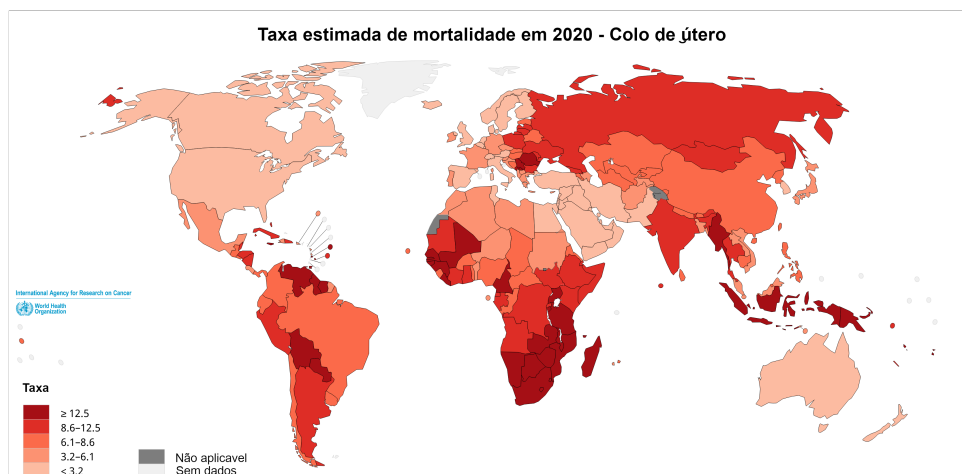 Taxa estimada de mortalidade em 2020 - Colo de útero
International Agency for Research on Cancer
World Health
Organization
Taxa
≥ 12.5
8.6–12.5
6.1–8.6
3.2–6.1
< 3.2
Não aplicavel
Sem dados